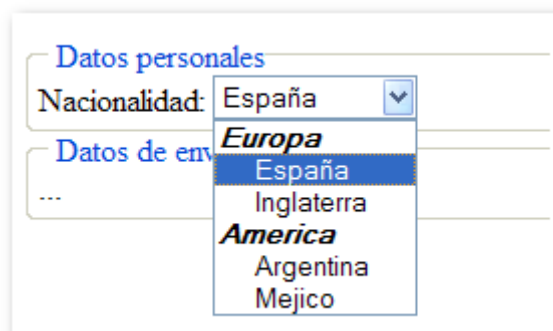 Datos personales
Nacionalidad: España
Europa
Datos de env
España
...
Inglaterra
America
Argentina
Mejico